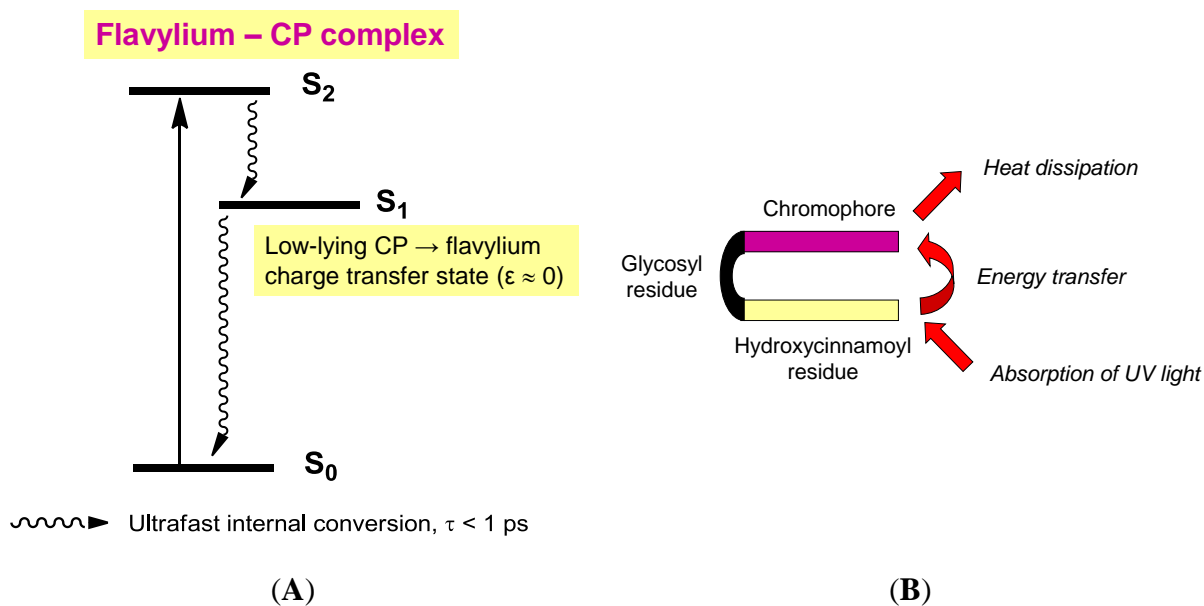 Flavylium – CP complex
S₂
S₁
Low-lying CP → flavylium
charge transfer state (ε ≈ 0)
S₀
Ultrafast internal conversion, τ < 1 ps
(A)
Heat dissipation
Chromophore
Glycosyl
residue
Energy transfer
Hydroxycinnamoyl
residue
Absorption of UV light
(B)